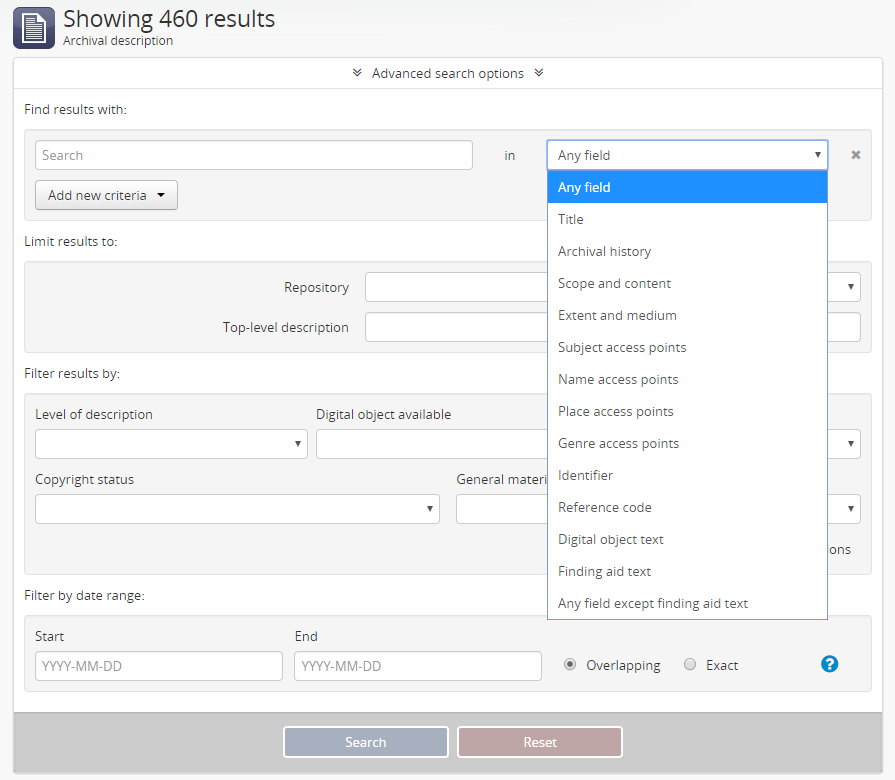 Showing 460 results
Archival description
Advanced search options
Find results with:
Search
in
Any field
Add new criteria
Any field
Title
Archival history
Scope and content
Extent and medium
Subject access points
Name access points
Place access points
Genre access points
Identifier
Reference code
Digital object text
Finding aid text
Any field except finding aid text
Limit results to:
Repository
Top-level description
Filter results by:
Level of description
Digital object available
Copyright status
General materi
ons
Filter by date range:
Start
End
YYYY-MM-DD
YYYY-MM-DD
Overlapping
Exact
?
Search
Reset